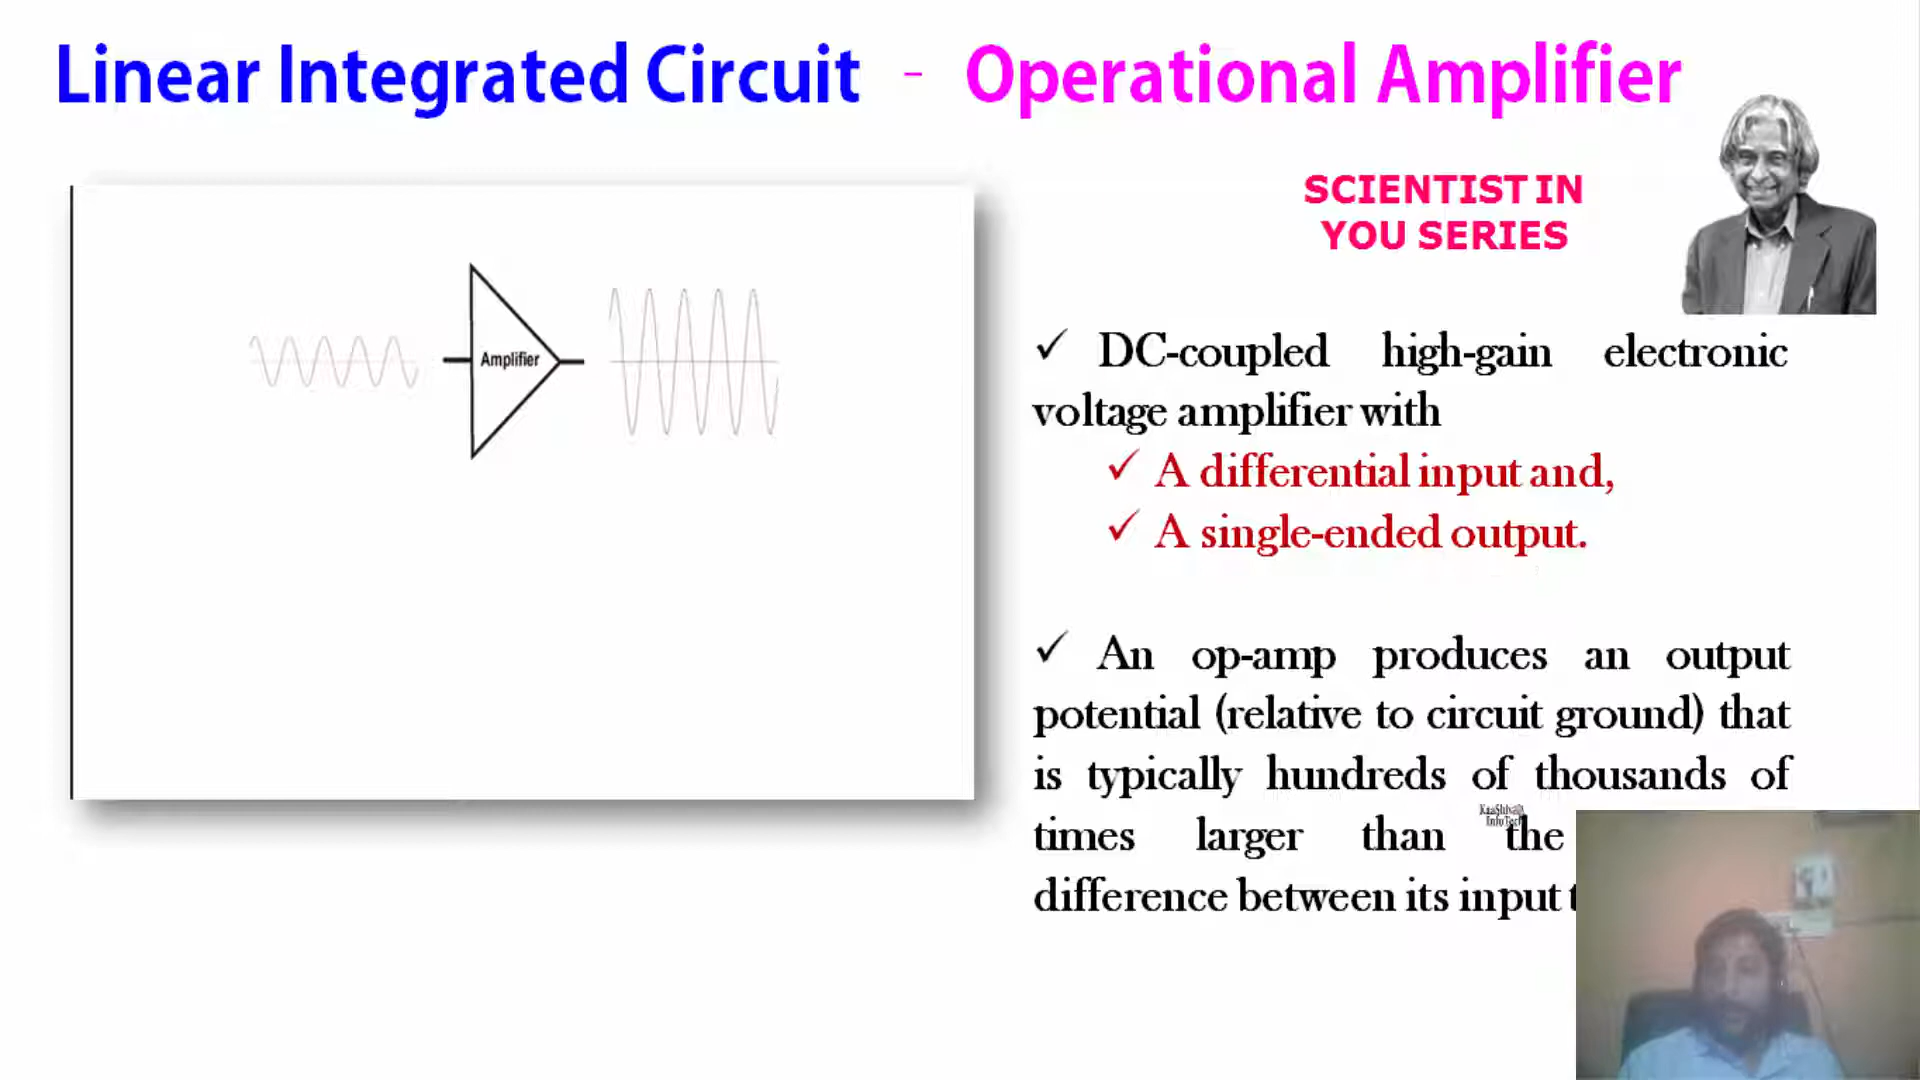 Linear Integrated Circuit - Operational Amplifier
SCIENTIST IN
YOU SERIES
Amplifier
✓ DC-coupled high-gain electronic
voltage amplifier with
✓ A differential input and,
✓ A single-ended output.
✓ An op-amp produces an output
potential (relative to circuit ground) that
is typically hundreds of thousands of
times larger than the
difference between its input
KaaShiv
InfoTech